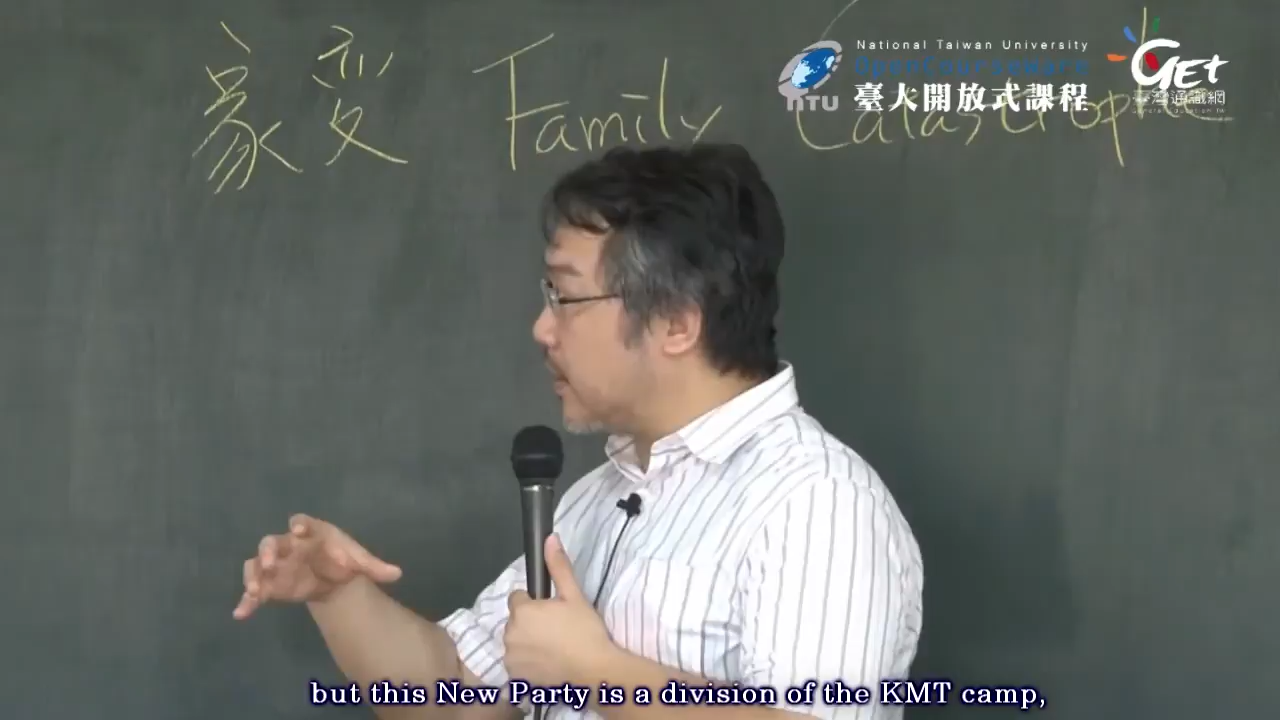 家变 Family Catastrophe
National Taiwan University
OpenCourseWare
NTU 臺大開放式課程
GET
臺灣通識網
but this New Party is a division of the KMT camp,